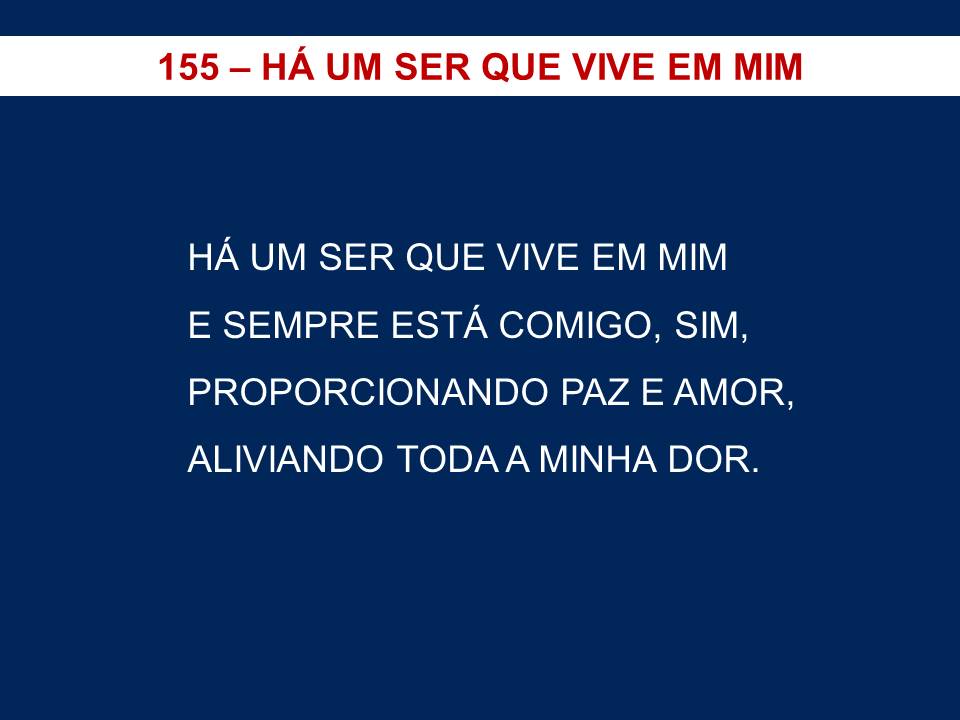 155 – HÁ UM SER QUE VIVE EM MIM
HÁ UM SER QUE VIVE EM MIM
E SEMPRE ESTÁ COMIGO, SIM,
PROPORCIONANDO PAZ E AMOR,
ALIVIANDO TODA A MINHA DOR.